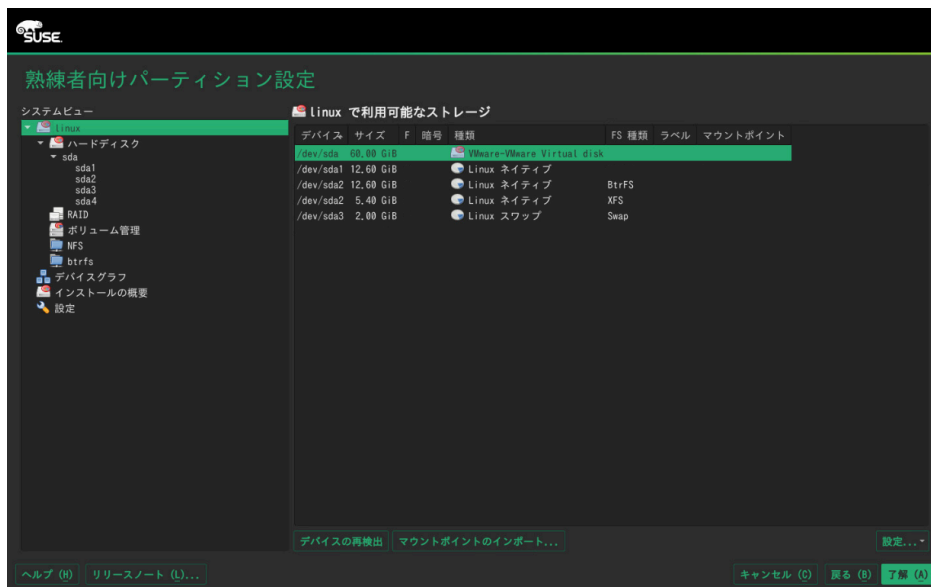 SUSE
熟練者向けパーティション設定
システムビュー
linux
ハードディスク
sda
sda1
sda2
sda3
sda4
RAID
ボリューム管理
NFS
btrfs
デバイスグラフ
インストールの概要
設定
linux で利用可能なストレージ
デバイス サイズ F 暗号 種類 FS 種類 ラベル マウントポイント
/dev/sda 60,00 GiB VMware-VMware Virtual disk
/dev/sda1 12,60 GiB Linux ネイティブ
/dev/sda2 12,60 GiB Linux ネイティブ BtrFS
/dev/sda2 5,40 GiB Linux ネイティブ XFS
/dev/sda3 2,00 GiB Linux スワップ Swap
デバイスの再検出 マウントポイントのインポート... 設定...
ヘルプ (H) リリースノート (L)... キャンセル (C) 戻る (B) 了解 (A)